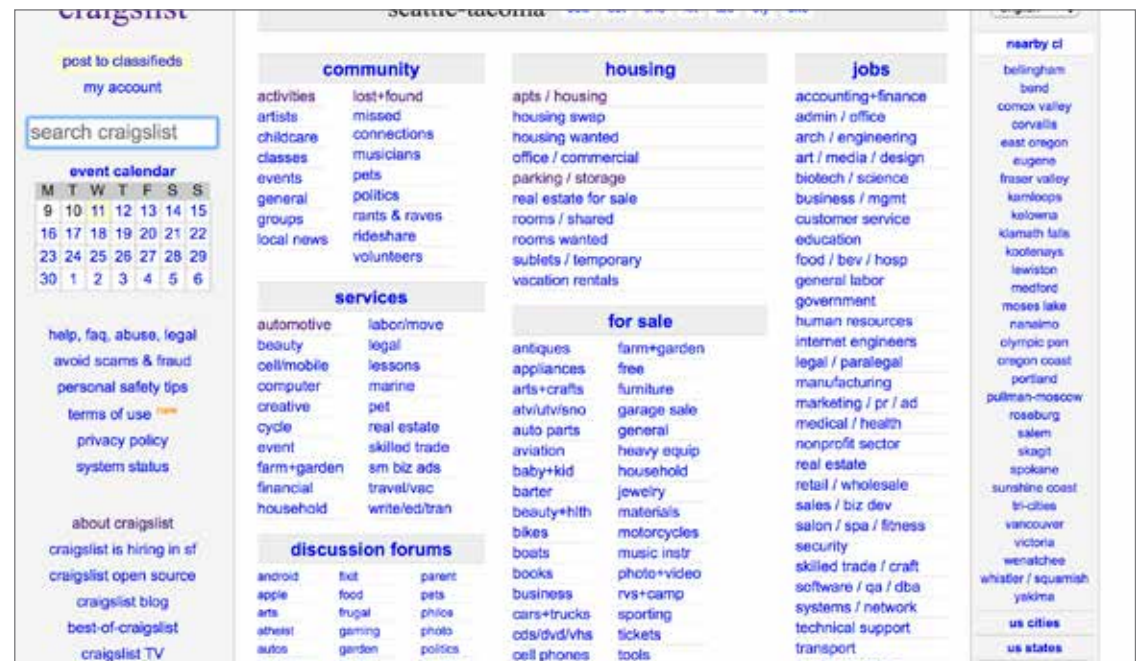 craigslist
post to classifieds
my account
search craigslist
event calendar
M T W T F S S
9 10 11 12 13 14 15
16 17 18 19 20 21 22
23 24 25 26 27 28 29
30 1 2 3 4 5 6
help, faq, abuse, legal
avoid scams & fraud
personal safety tips
terms of use new
privacy policy
system status
about craigslist
craigslist is hiring in sf
craigslist open source
craigslist blog
best-of-craigslist
craigslist TV
seattle-tacoma
community
activities
artists
childcare
classes
events
general
groups
local news
lost+found
missed
connections
musicians
pets
politics
rants & raves
rideshare
volunteers
services
automotive
beauty
cell/mobile
computer
creative
cycle
event
farm+garden
financial
household
labor/move
legal
lessons
marine
pet
real estate
skilled trade
sm biz ads
travel/vac
write/ed/tran
discussion forums
android
apple
arts
atheist
autos
fixit
food
frugal
gaming
garden
parent
pets
philos
photo
politics
housing
apts / housing
housing swap
housing wanted
office / commercial
parking / storage
real estate for sale
rooms / shared
rooms wanted
sublets / temporary
vacation rentals
for sale
antiques
appliances
arts+crafts
atv/utv/sno
auto parts
aviation
baby+kid
barter
beauty+hlth
bikes
boats
books
business
cars+trucks
cds/dvd/vhs
cell phones
farm+garden
free
furniture
garage sale
general
heavy equip
household
jewelry
materials
motorcycles
music instr
photo+video
rvs+camp
sporting
tickets
tools
jobs
accounting+finance
admin / office
arch / engineering
art / media / design
biotech / science
business / mgmt
customer service
education
food / bev / hosp
general labor
government
human resources
internet engineers
legal / paralegal
manufacturing
marketing / pr / ad
medical / health
nonprofit sector
real estate
retail / wholesale
sales / biz dev
salon / spa / fitness
security
skilled trade / craft
software / qa / dba
systems / network
technical support
transport
nearby cl
bellingham
bend
comox valley
corvallis
east oregon
eugene
fraser valley
kamloops
kelowna
klamath falls
kootenays
lewiston
medford
moses lake
nanaimo
olympic pen
oregon coast
portland
pullman-moscow
roseburg
salem
skagit
spokane
sunshine coast
tri-cities
vancouver
victoria
wenatchee
whistler / squamish
yakima
us cities
us states